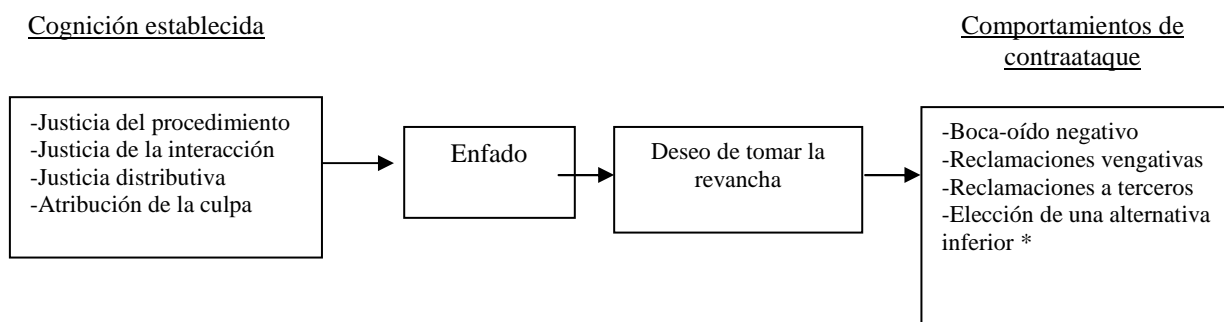 Cognición establecida
Comportamientos de
contraataque
-Justicia del procedimiento
-Justicia de la interacción
-Justicia distributiva
-Atribución de la culpa
Enfado
Deseo de tomar la
revancha
-Boca-oído negativo
-Reclamaciones vengativas
-Reclamaciones a terceros
-Elección de una alternativa
inferior *